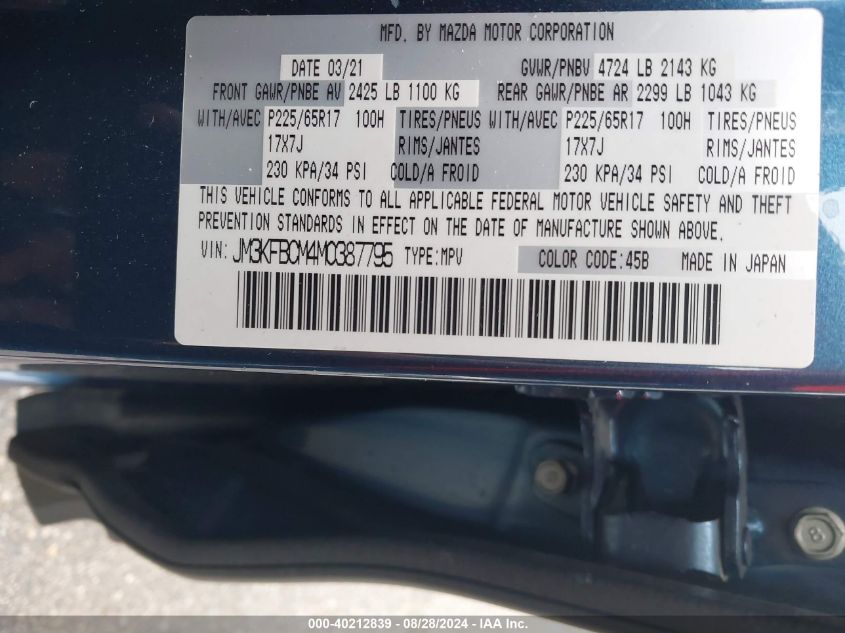 MFD. BY MAZDA MOTOR CORPORATION
DATE 03/21 GVWR/PNBV 4724 LB 2143 KG
FRONT GAWR/PNBE AV 2425 LB 1100 KG REAR GAWR/PNBE AR 2299 LB 1043 KG
WITH/AVEC P225/65R17 100H TIRES/PNEUS WITH/AVEC P225/65R17 100H TIRES/PNEUS
17X7J RIMS/JANTES 17X7J RIMS/JANTES
230 KPA/34 PSI COLD/A FROID 230 KPA/34 PSI COLD/A FROID
THIS VEHICLE CONFORMS TO ALL APPLICABLE FEDERAL MOTOR VEHICLE SAFETY AND THEFT
PREVENTION STANDARDS IN EFFECT ON THE DATE OF MANUFACTURE SHOWN ABOVE.
VIN: JM3KFBCM4M0387795 TYPE:MPV COLOR CODE:45B MADE IN JAPAN
8
000-40212839 - 08/28/2024 - IAA Inc.